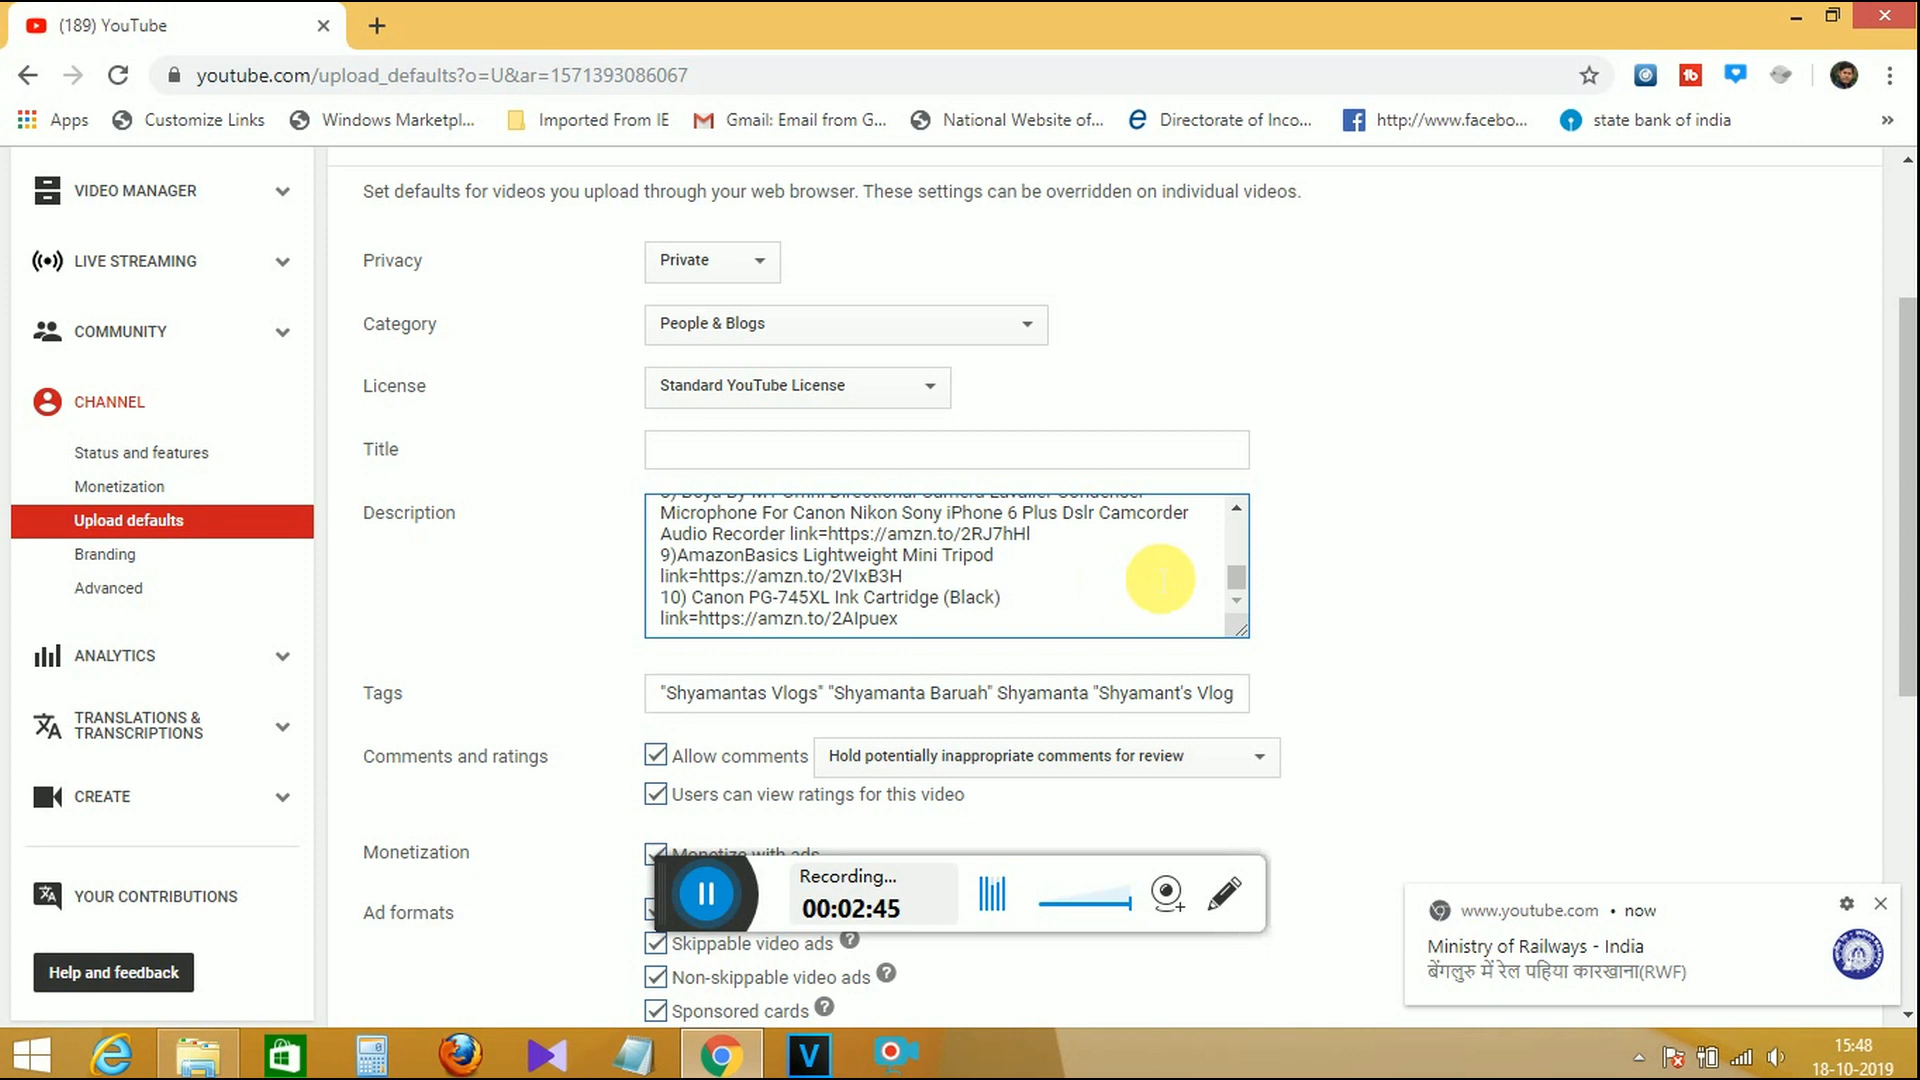 (189) YouTube
youtube.com/upload_defaults?o=U&ar=1571393086067
Apps
Customize Links
Windows Marketpl...
Imported From IE
Gmail: Email from G...
National Website of...
Directorate of Inco...
http://www.facebo...
state bank of india
»
VIDEO MANAGER
LIVE STREAMING
COMMUNITY
CHANNEL
Status and features
Monetization
Upload defaults
Branding
Advanced
ANALYTICS
TRANSLATIONS &
TRANSCRIPTIONS
CREATE
YOUR CONTRIBUTIONS
Help and feedback
Set defaults for videos you upload through your web browser. These settings can be overridden on individual videos.
Privacy
Private
Category
People & Blogs
License
Standard YouTube License
Title
Description
Microphone For Canon Nikon Sony iPhone 6 Plus Dslr Camcorder
Audio Recorder link=https://amzn.to/2RJ7hHl
9)AmazonBasics Lightweight Mini Tripod
link=https://amzn.to/2VIxB3H
10) Canon PG-745XL Ink Cartridge (Black)
link=https://amzn.to/2AIpuex
Tags
"Shyamantas Vlogs" "Shyamanta Baruah" Shyamanta "Shyamant's Vlog
Comments and ratings
Allow comments
Hold potentially inappropriate comments for review
Users can view ratings for this video
Monetization
Monetize with ads
Ad formats
Skippable video ads
Non-skippable video ads
Sponsored cards
Recording...
00:02:45
www.youtube.com • now
Ministry of Railways - India
बेंगलुरु में रेल पहिया कारखाना(RWF)
15:48
18-10-2019